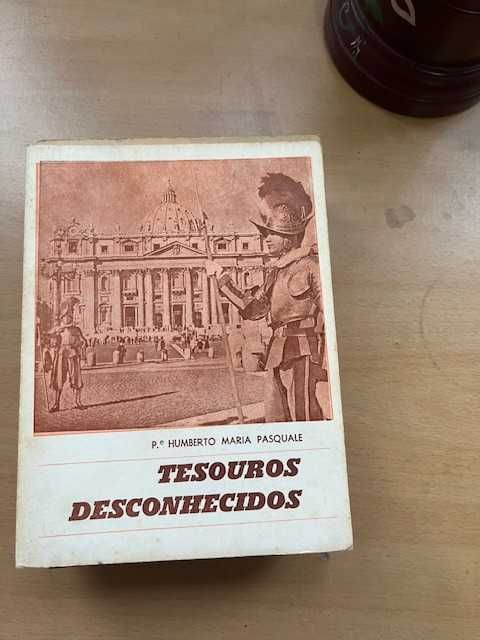 P.e HUMBERTO MARIA PASQUALE
TESOUROS
DESCONHECIDOS